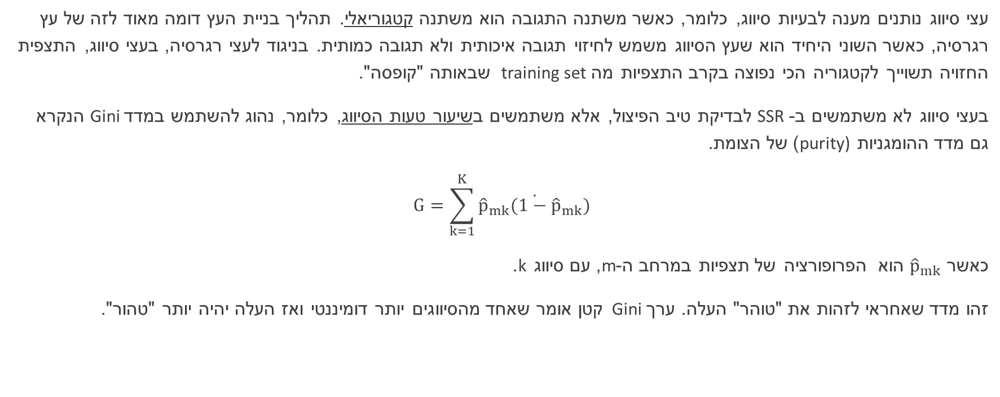 עצי סיווג נותנים מענה לבעיות סיווג, כלומר, כאשר משתנה התגובה הוא משתנה קטגוריאלי. תהליך בניית העץ דומה מאוד לזה של עץ
רגרסיה, כאשר השוני היחיד הוא שעץ הסיווג משמש לחיזוי תגובה איכותית ולא תגובה כמותית. בניגוד לעצי רגרסיה, בעצי סיווג, התצפית
החזויה תשוייך לקטגוריה הכי נפוצה בקרב התצפיות מה training set שבאותה "קופסה".
בעצי סיווג לא משתמשים ב- SSR לבדיקת טיב הפיצול, אלא משתמשים בשיעור טעות הסיווג, כלומר, נהוג להשתמש במדד Gini הנקרא
גם מדד ההומגניות (purity) של הצומת.
K
G = ∑ p̂mk(1 − p̂mk)
k=1
כאשר p̂mk הוא הפרופורציה של תצפיות במרחב ה-m, עם סיווג k.
זהו מדד שאחראי לזהות את "טוהר" העלה. ערך Gini קטן אומר שאחד מהסיווגים יותר דומיננטי ואז העלה יהיה יותר "טהור".